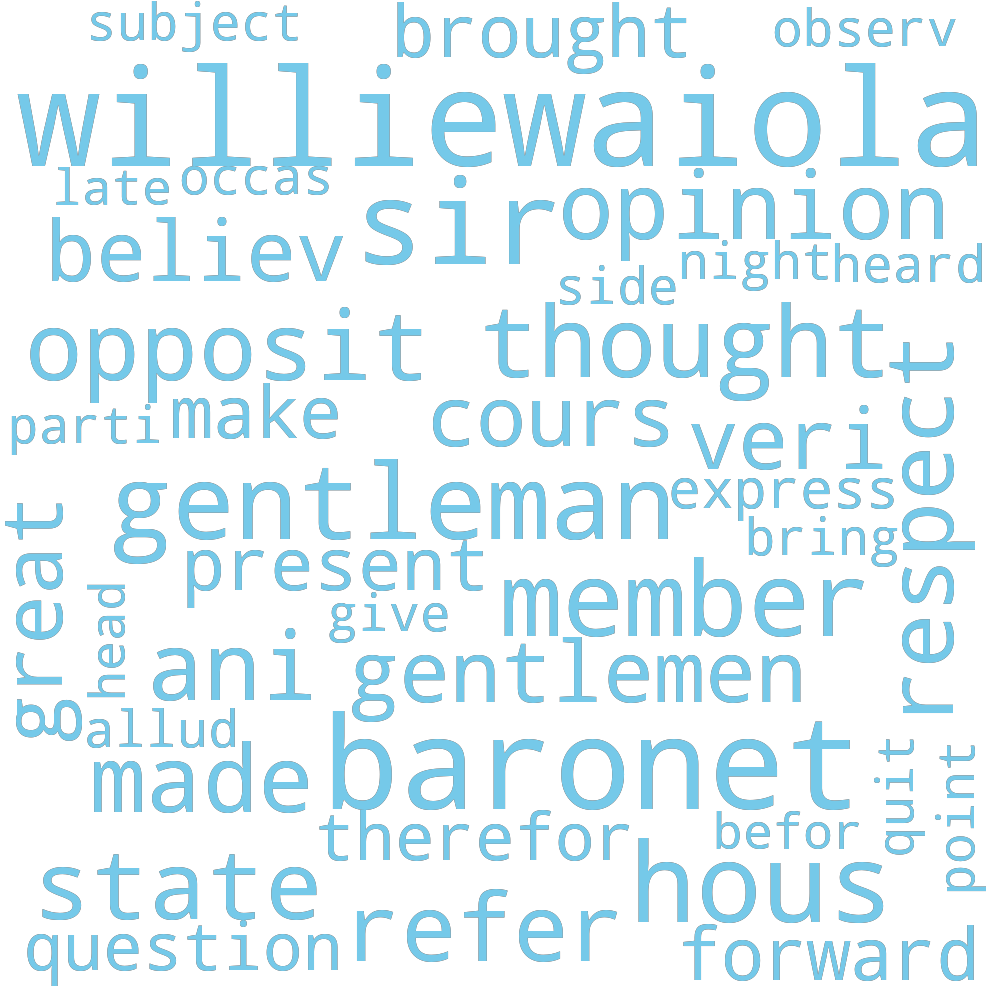 subject brought observ
williewaiola
late occas sir opinion
believ side night heard
opposit thought
parti make cours veri respect
gentleman express
great present bring
head give member
ani gentlemen
allud made baronet quit point
therefor befor
state refer hous
question forward